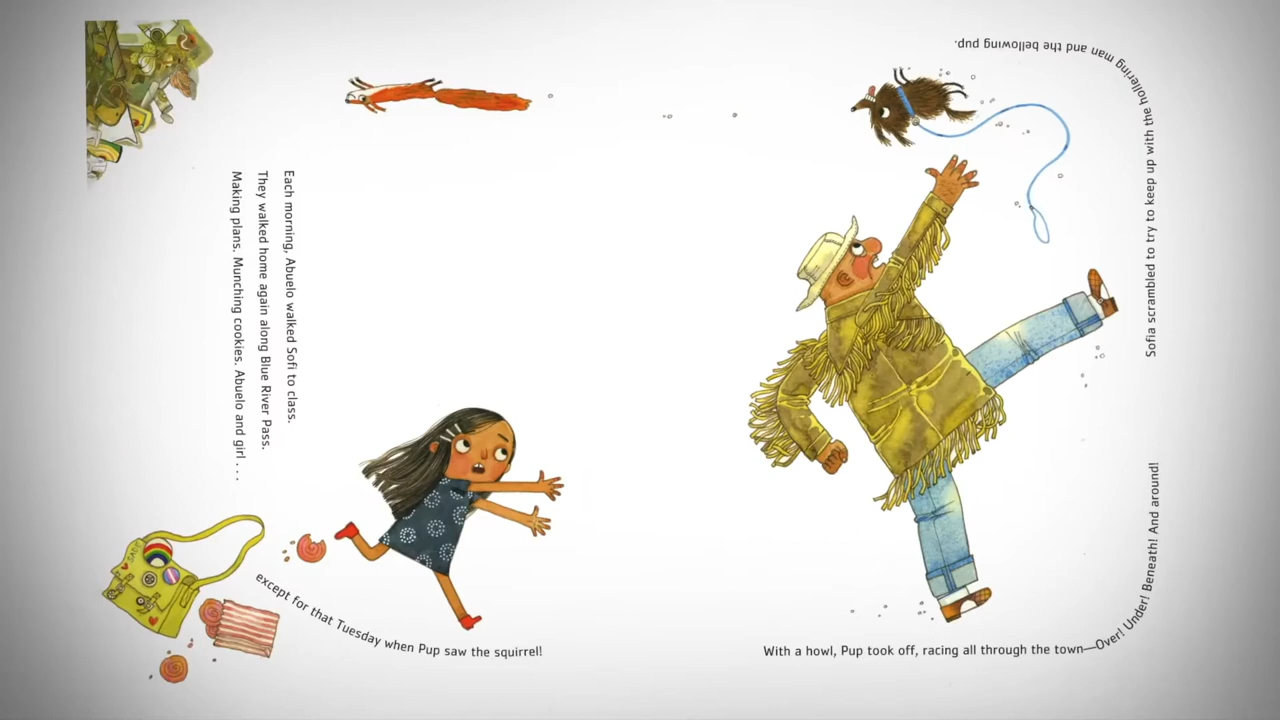 Each morning, Abuelo walked Sofi to class.
They walked home again along Blue River Pass.
Making plans. Munching cookies. Abuelo and girl . . .
except for that Tuesday when Pup saw the squirrel!
With a howl, Pup took off, racing all through the town—Over! Under! Beneath! And around!
Sofia scrambled to try to keep up with the hollering man and the bellowing pup.